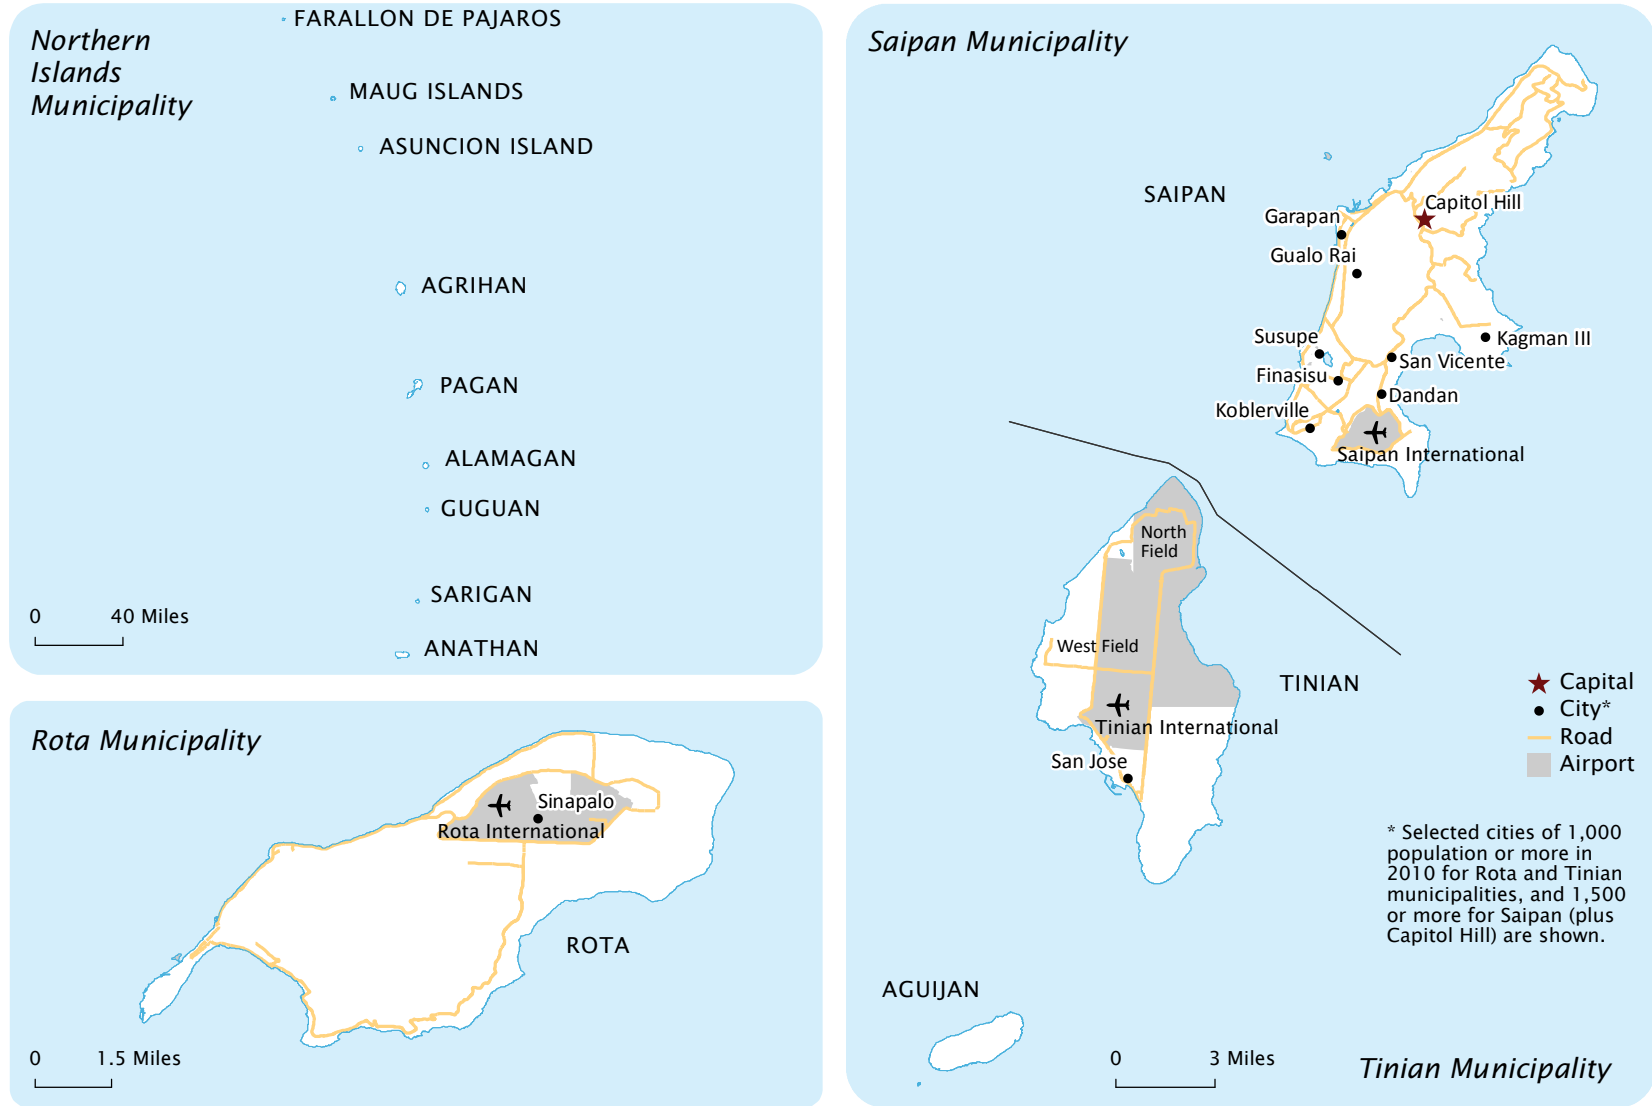 Northern
Islands
Municipality
FARALLON DE PAJAROS
MAUG ISLANDS
ASUNCION ISLAND
AGRIHAN
PAGAN
ALAMAGAN
GUGUAN
SARIGAN
ANATHAN
0 40 Miles
Rota Municipality
Sinapalo
Rota International
ROTA
0 1.5 Miles
Saipan Municipality
SAIPAN
Capitol Hill
Garapan
Gualo Rai
Susupe
Kagman III
San Vicente
Finasisu
Dandan
Koblerville
Saipan International
North
Field
West Field
TINIAN
Tinian International
San Jose
Capital
City*
Road
Airport
* Selected cities of 1,000
population or more in
2010 for Rota and Tinian
municipalities, and 1,500
or more for Saipan (plus
Capitol Hill) are shown.
AGUIJAN
0 3 Miles
Tinian Municipality